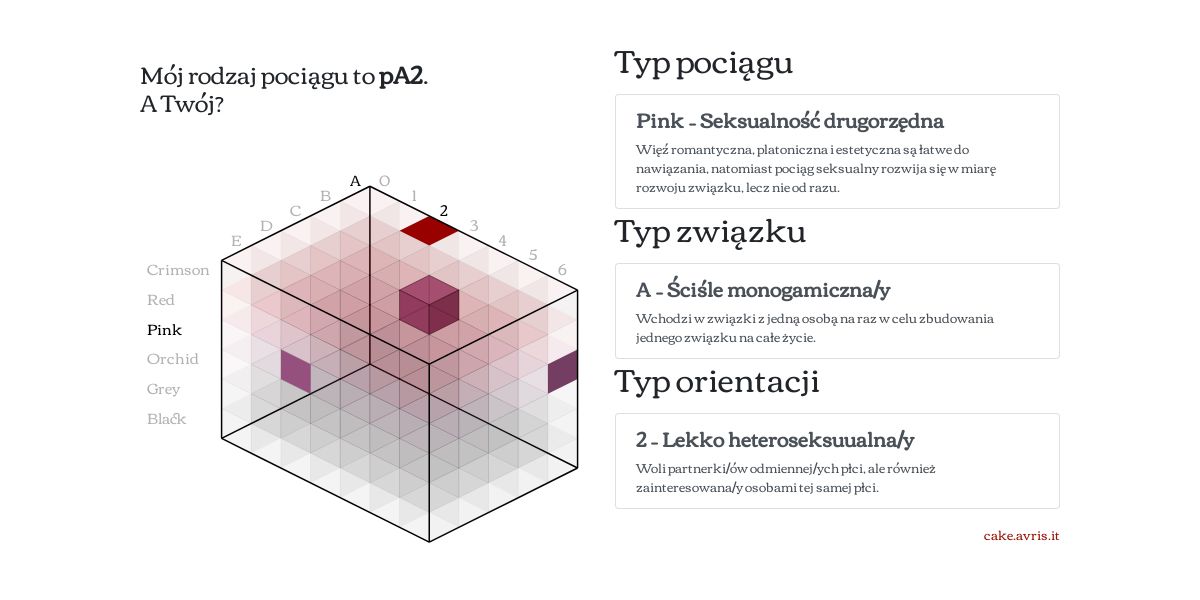 Mój rodzaj pociągu to pA2.
A Twój?
A O
B 1
C 2
D 3
E 4
5
6
Crimson
Red
Pink
Orchid
Grey
Black
Typ pociągu
Pink - Seksualność drugorzędna
Więź romantyczna, platoniczna i estetyczna są łatwe do
nawiązania, natomiast pociąg seksualny rozwija się w miarę
rozwoju związku, lecz nie od razu.
Typ związku
A - Ściśle monogamiczna/y
Wchodzi w związki z jedną osobą na raz w celu zbudowania
jednego związku na całe życie.
Typ orientacji
2 - Lekko heteroseksuualna/y
Woli partnerki/ów odmiennej/ych płci, ale również
zainteresowana/y osobami tej samej płci.
cake.avris.it